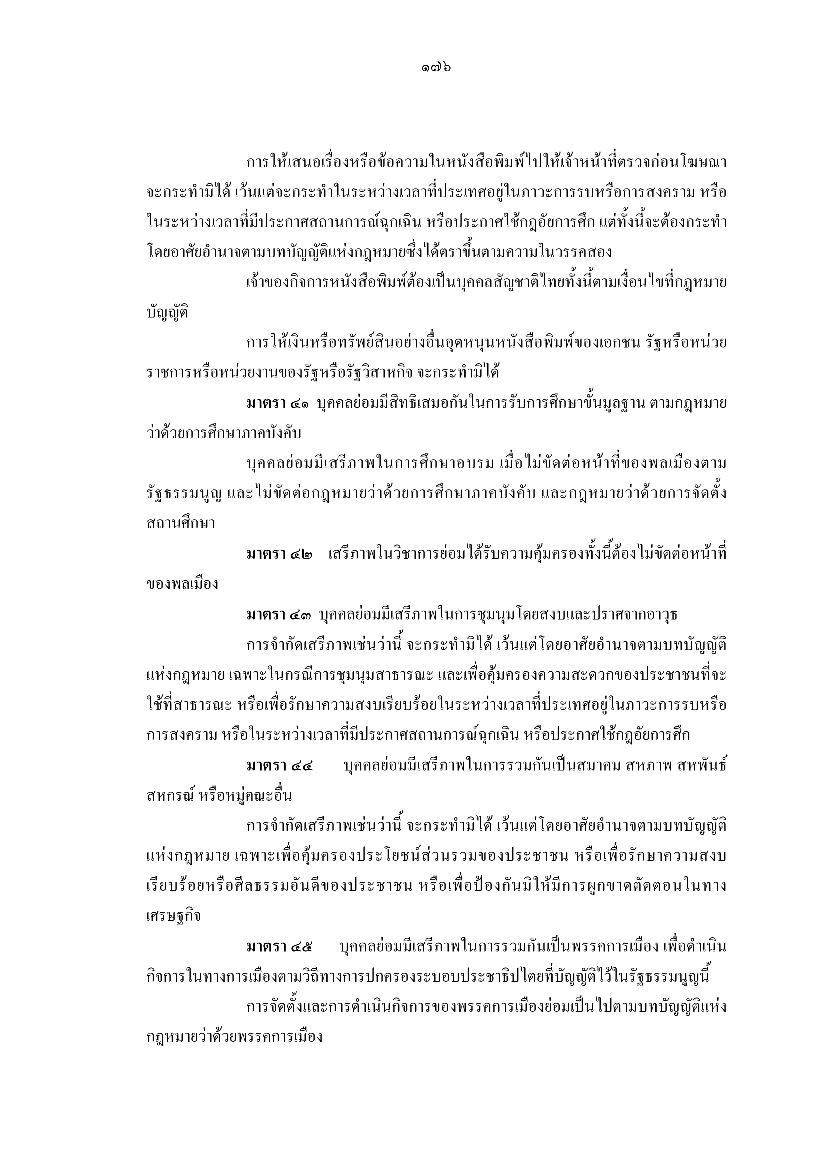 ๑๗๖
การให้เสนอเรื่องหรือข้อความในหนังสือพิมพ์ไปให้เจ้าหน้าที่ตรวจก่อนโฆษณา
จะกระทำมิได้ เว้นแต่จะกระทำในระหว่างเวลาที่ประเทศอยู่ในภาวะการรบหรือการสงคราม หรือ
ในระหว่างเวลาที่มีประกาศสถานการณ์ฉุกเฉิน หรือประกาศใช้กฎอัยการศึก แต่ทั้งนี้จะต้องกระทำ
โดยอาศัยอำนาจตามบทบัญญัติแห่งกฎหมายซึ่งได้ตราขึ้นตามความในวรรคสอง
เจ้าของกิจการหนังสือพิมพ์ต้องเป็นบุคคลสัญชาติไทยทั้งนี้ตามเงื่อนไขที่กฎหมาย
บัญญัติ
การให้เงินหรือทรัพย์สินอย่างอื่นอุดหนุนหนังสือพิมพ์ของเอกชน รัฐหรือหน่วย
ราชการหรือหน่วยงานของรัฐหรือรัฐวิสาหกิจ จะกระทำมิได้
มาตรา ๔๑ บุคคลย่อมมีสิทธิเสมอกันในการรับการศึกษาขั้นมูลฐาน ตามกฎหมาย
ว่าด้วยการศึกษาภาคบังคับ
บุคคลย่อมมีเสรีภาพในการศึกษาอบรม เมื่อไม่ขัดต่อหน้าที่ของพลเมืองตาม
รัฐธรรมนูญ และไม่ขัดต่อกฎหมายว่าด้วยการศึกษาภาคบังคับ และกฎหมายว่าด้วยการจัดตั้ง
สถานศึกษา
มาตรา ๔๒ เสรีภาพในวิชาการย่อมได้รับความคุ้มครองทั้งนี้ต้องไม่ขัดต่อหน้าที่
ของพลเมือง
มาตรา ๔๓ บุคคลย่อมมีเสรีภาพในการชุมนุมโดยสงบและปราศจากอาวุธ
การจำกัดเสรีภาพเช่นว่านี้ จะกระทำมิได้ เว้นแต่โดยอาศัยอำนาจตามบทบัญญัติ
แห่งกฎหมาย เฉพาะในกรณีการชุมนุมสาธารณะ และเพื่อคุ้มครองความสะดวกของประชาชนที่จะ
ใช้ที่สาธารณะ หรือเพื่อรักษาความสงบเรียบร้อยในระหว่างเวลาที่ประเทศอยู่ในภาวะการรบหรือ
การสงคราม หรือในระหว่างเวลาที่มีประกาศสถานการณ์ฉุกเฉิน หรือประกาศใช้กฎอัยการศึก
มาตรา ๔๔ บุคคลย่อมมีเสรีภาพในการรวมกันเป็นสมาคม สหภาพ สหพันธ์
สหกรณ์ หรือหมู่คณะอื่น
การจำกัดเสรีภาพเช่นว่านี้ จะกระทำมิได้ เว้นแต่โดยอาศัยอำนาจตามบทบัญญัติ
แห่งกฎหมาย เฉพาะเพื่อคุ้มครองประโยชน์ส่วนรวมของประชาชน หรือเพื่อรักษาความสงบ
เรียบร้อยหรือศีลธรรมอันดีของประชาชน หรือเพื่อป้องกันมิให้มีการผูกขาดตัดตอนในทาง
เศรษฐกิจ
มาตรา ๔๕ บุคคลย่อมมีเสรีภาพในการรวมกันเป็นพรรคการเมือง เพื่อดำเนิน
กิจการในทางการเมืองตามวิถีทางการปกครองระบอบประชาธิปไตยที่บัญญัติไว้ในรัฐธรรมนูญนี้
การจัดตั้งและการดำเนินกิจการของพรรคการเมืองย่อมเป็นไปตามบทบัญญัติแห่ง
กฎหมายว่าด้วยพรรคการเมือง